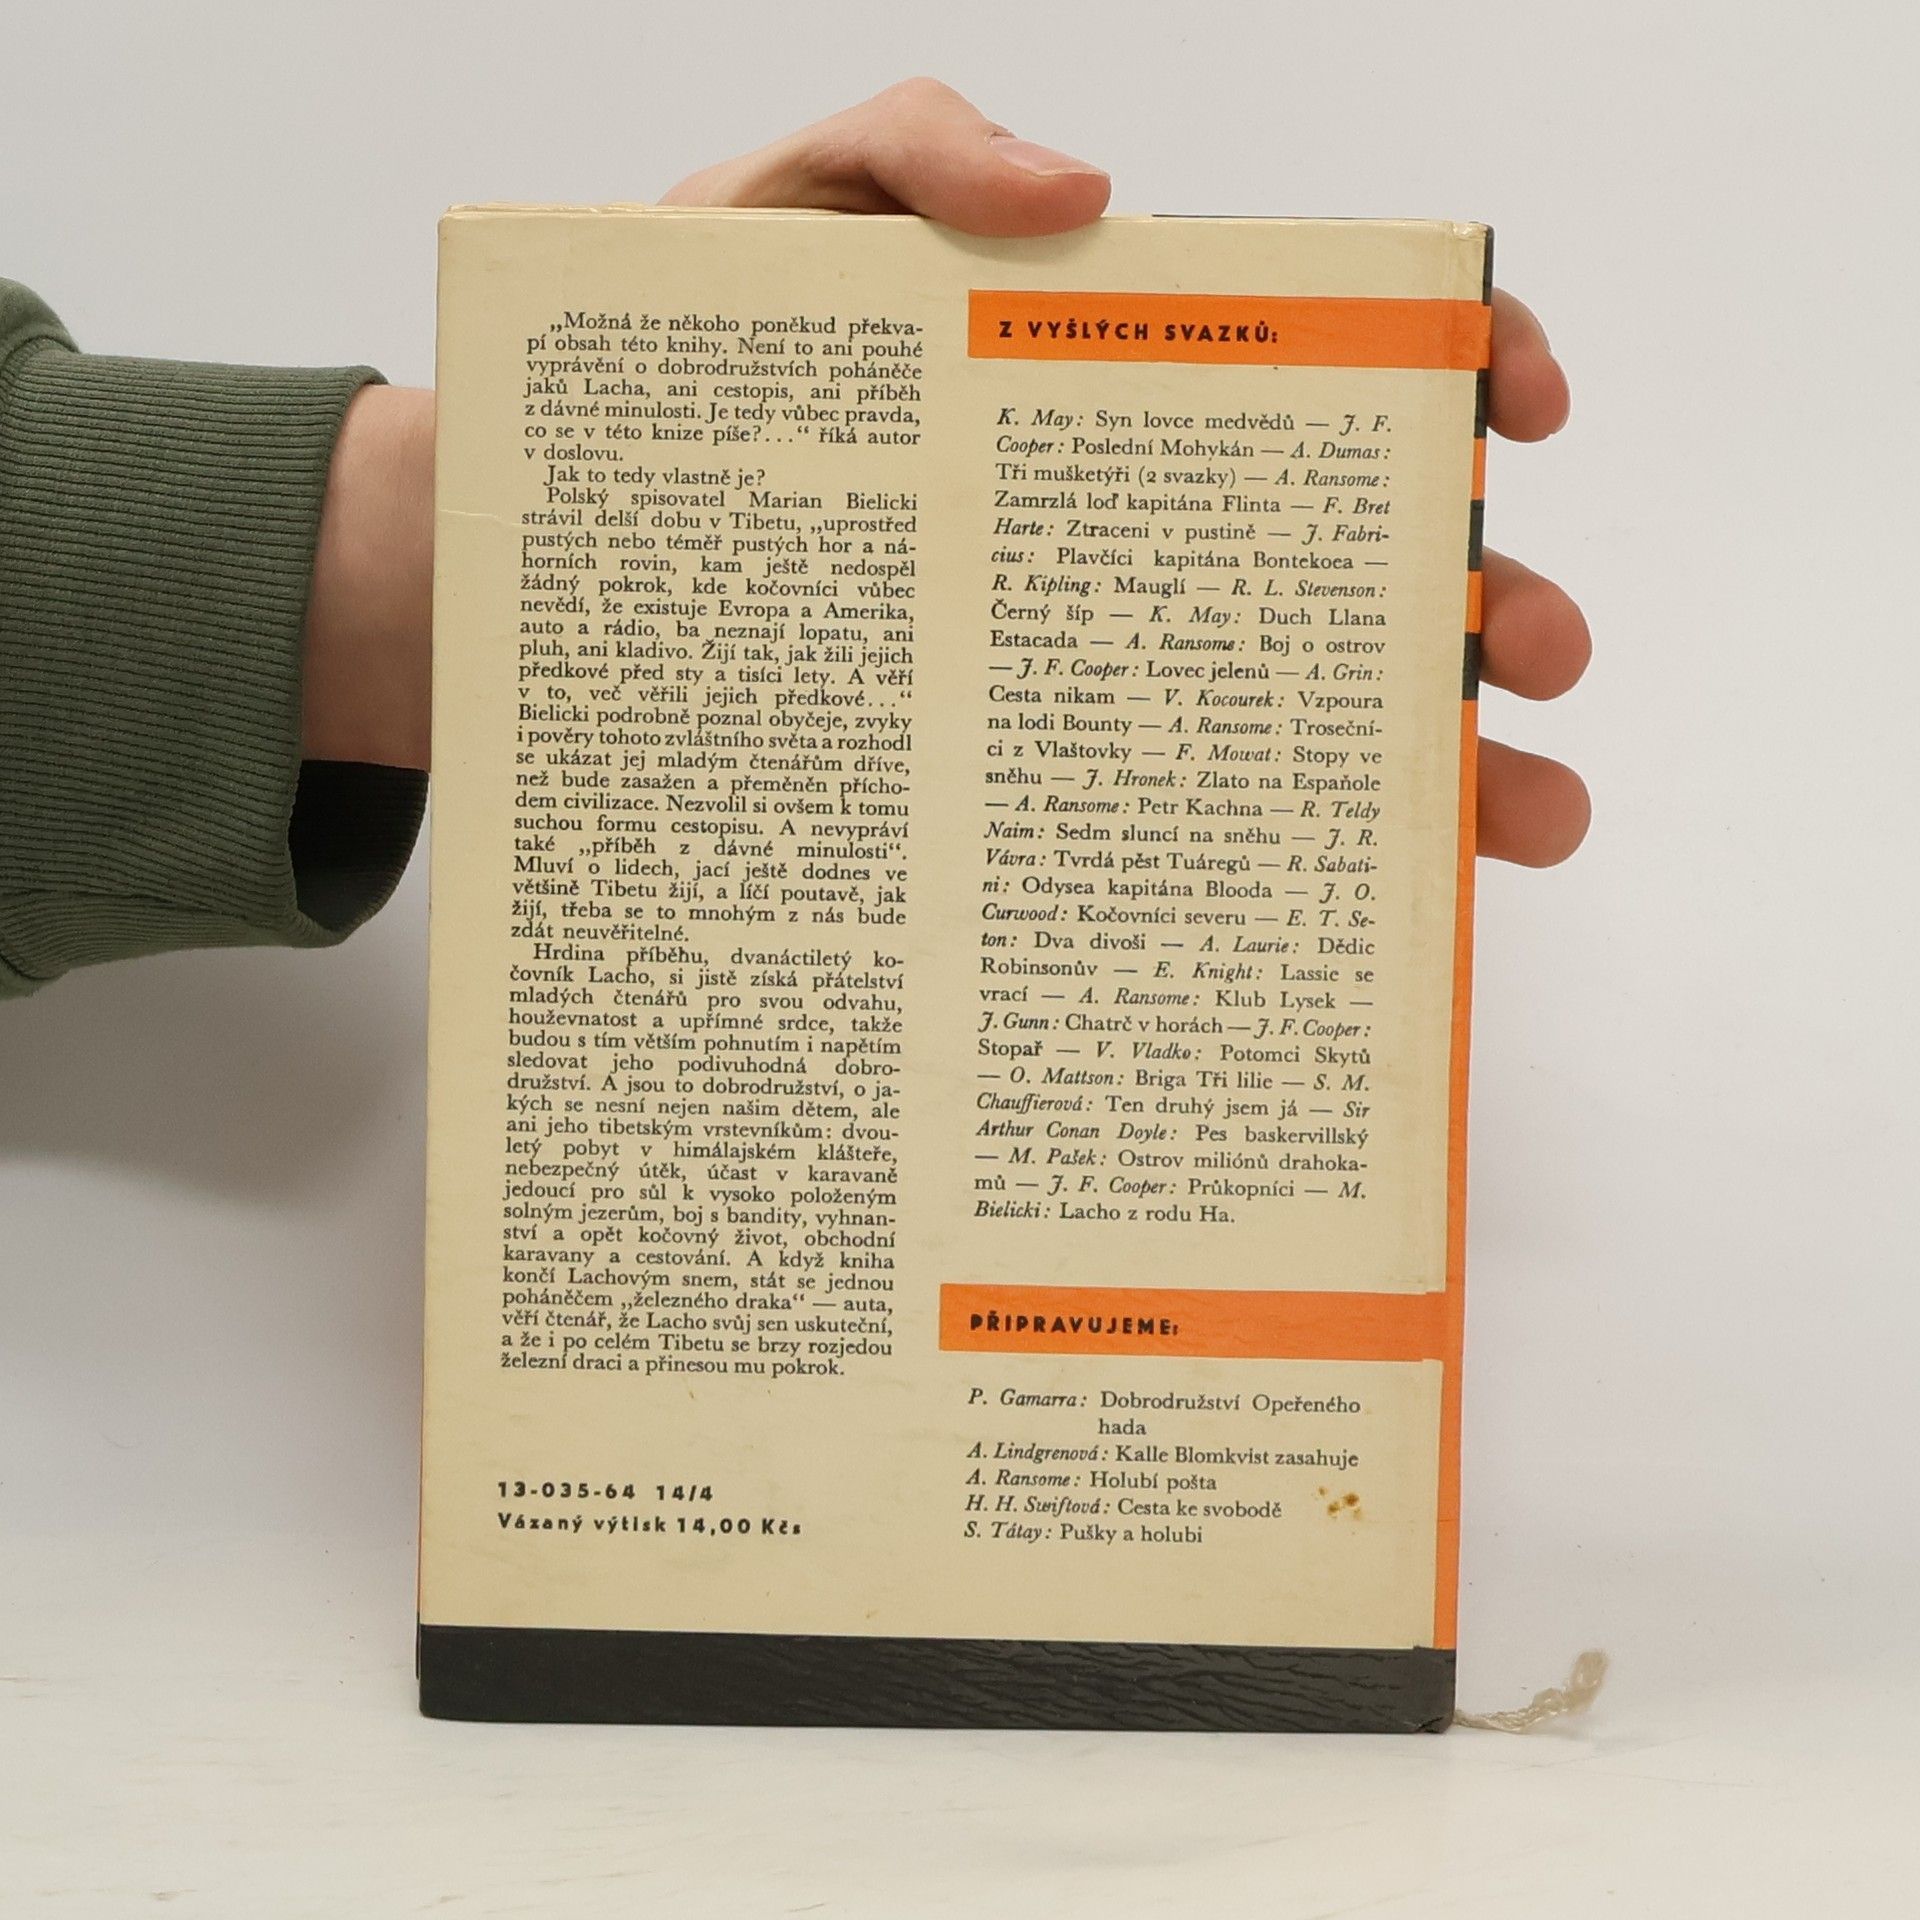 „Možná že někoho poněkud překva-
pí obsah této knihy. Není to ani pouhé
vyprávění o dobrodružstvích poháněče
jaků Lacha, ani cestopis, ani příběh
z dávné minulosti. Je tedy vůbec pravda,
co se v této knize píše?...“ říká autor
v doslovu.
Jak to tedy vlastně je?
Polský spisovatel Marian Bielicki
strávil delší dobu v Tibetu, „uprostřed
pustých nebo téměř pustých hor a ná-
horních rovin, kam ještě nedospěl
žádný pokrok, kde kočovníci vůbec
nevědí, že existuje Evropa a Amerika,
auto a rádio, ba neznají lopatu, ani
pluh, ani kladivo. Žijí tak, jak žili jejich
předkové před sty a tisíci lety. A věří
v to, več věřili jejich předkové...“
Bielicki podrobně poznal obyčeje, zvyky
i pověry tohoto zvláštního světa a rozhodl
se ukázat jej mladým čtenářům dříve,
než bude zasažen a přeměněn přícho-
dem civilizace. Nezvolil si ovšem k tomu
suchou formu cestopisu. A nevypráví
také „příběh z dávné minulosti“.
Mluví o lidech, jací ještě dodnes ve
většině Tibetu žijí, a líčí poutavě, jak
žijí, třeba se to mnohým z nás bude
zdát neuvěřitelné.
Hrdina příběhu, dvanáctiletý ko-
čovník Lacho, si jistě získá přátelství
mladých čtenářů pro svou odvahu,
houževnatost a upřímné srdce, takže
budou s tím větším pohnutím i napětím
sledovat jeho podivuhodná dobro-
družství. A jsou to dobrodružství, o ja-
kých se nesní nejen našim dětem, ale
ani jeho tibetským vrstevníkům: dvou-
letý pobyt v himálajském klášteře,
nebezpečný útěk, účast v karavaně
jedoucí pro sůl k vysoko položeným
solným jezerům, boj s bandity, vyhnan-
ství a opět kočovný život, obchodní
karavany a cestování. A když kniha
končí Lachovým snem, stát se jednou
poháněčem „železného draka“ — auta,
věří čtenář, že Lacho svůj sen uskuteční,
a že i po celém Tibetu se brzy rozjedou
železní draci a přinesou mu pokrok.
13-035-64 14/4
Vázaný výtisk 14,00 Kčs
Z VYŠLÝCH SVAZKŮ:
K. May: Syn lovce medvědů — J. F.
Cooper: Poslední Mohykán — A. Dumas:
Tři mušketýři (2 svazky) — A. Ransome:
Zamrzlá loď kapitána Flinta — F. Bret
Harte: Ztraceni v pustině — J. Fabri-
cius: Plavčíci kapitána Bontekoea —
R. Kipling: Mauglí — R. L. Stevenson:
Černý šíp — K. May: Duch Llana
Estacada — A. Ransome: Boj o ostrov
— J. F. Cooper: Lovec jelenů — A. Grin:
Cesta nikam — V. Kocourek: Vzpoura
na lodi Bounty — A. Ransome: Trosečni-
ci z Vlaštovky — F. Mowat: Stopy ve
sněhu — J. Hronek: Zlato na Espaňole
— A. Ransome: Petr Kachna — R. Teldy
Naim: Sedm sluncí na sněhu — J. R.
Vávra: Tvrdá pěst Tuáregů — R. Sabati-
ni: Odysea kapitána Blooda — J. O.
Curwood: Kočovníci severu — E. T. Se-
ton: Dva divoši — A. Laurie: Dědic
Robinsonův — E. Knight: Lassie se
vrací — A. Ransome: Klub Lysek —
J. Gunn: Chatrč v horách — J. F. Cooper:
Stopař — V. Vladko: Potomci Skytů
— O. Mattson: Briga Tři lilie — S. M.
Chauffierová: Ten druhý jsem já — Sir
Arthur Conan Doyle: Pes baskervillský
— M. Pašek: Ostrov miliónů drahoka-
mů — J. F. Cooper: Průkopníci — M.
Bielicki: Lacho z rodu Ha.
PŘIPRAVUJEME:
P. Gamarra: Dobrodružství Opeřeného
hada
A. Lindgrenová: Kalle Blomkvist zasahuje
A. Ransome: Holubí pošta
H. H. Swiftová: Cesta ke svobodě
S. Tátay: Pušky a holubi